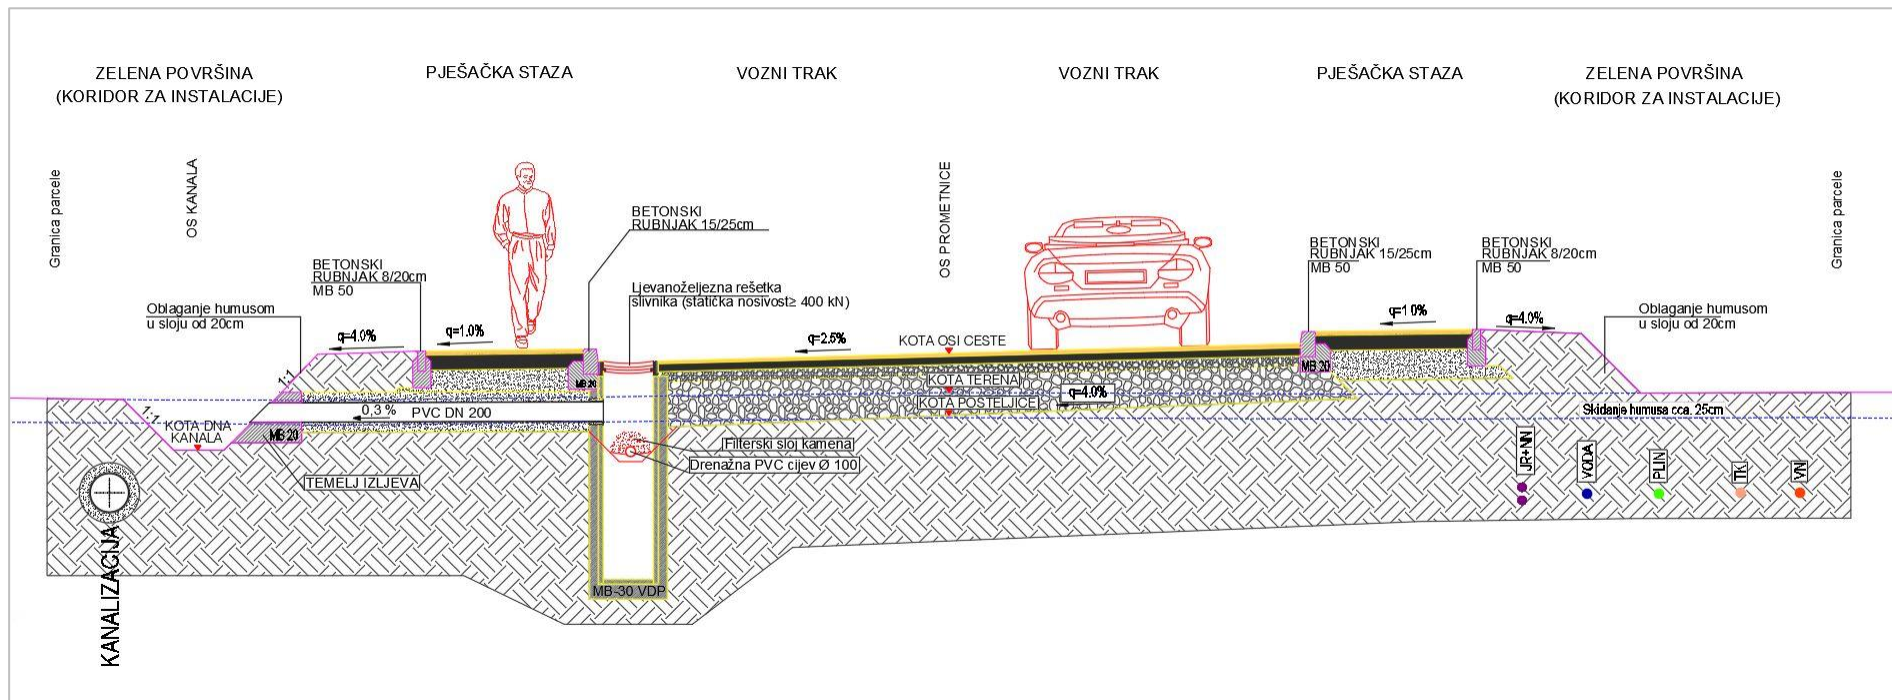 ZELENA POVRŠINA
(KORIDOR ZA INSTALACIJE)
PJEŠAČKA STAZA
VOZNI TRAK
VOZNI TRAK
PJEŠAČKA STAZA
ZELENA POVRŠINA
(KORIDOR ZA INSTALACIJE)
Granica parcele
OS KANALA
OS PROMETNICE
Granica parcele
BETONSKI
RUBNJAK 15/25cm
BETONSKI
RUBNJAK 8/20cm
MB 50
Ljevanoželjezna rešetka
slivnika (statička nosivost≥ 400 kN)
BETONSKI
RUBNJAK 15/25cm
MB 50
BETONSKI
RUBNJAK 8/20cm
MB 50
Oblaganje humusom
u sloju od 20cm
Oblaganje humusom
u sloju od 20cm
q=4.0%
q=1.0%
q=2.5%
KOTA OSI CESTE
q=1.0%
q=4.0%
1:1
MB 20
KOTA TERENA
MB 20
q=4.0%
KOTA POSTELJICE
1:1
0,3 %
PVC DN 200
Skidanje humusa cca. 25cm
KOTA DNA
KANALA
MB 20
Filterski sloj kamena
Drenažna PVC cijev Ø 100
TEMELJ IZLJEVA
JR+NN
VODA
PLIN
TK
VN
MB-30 VDP
KANALIZACIJA